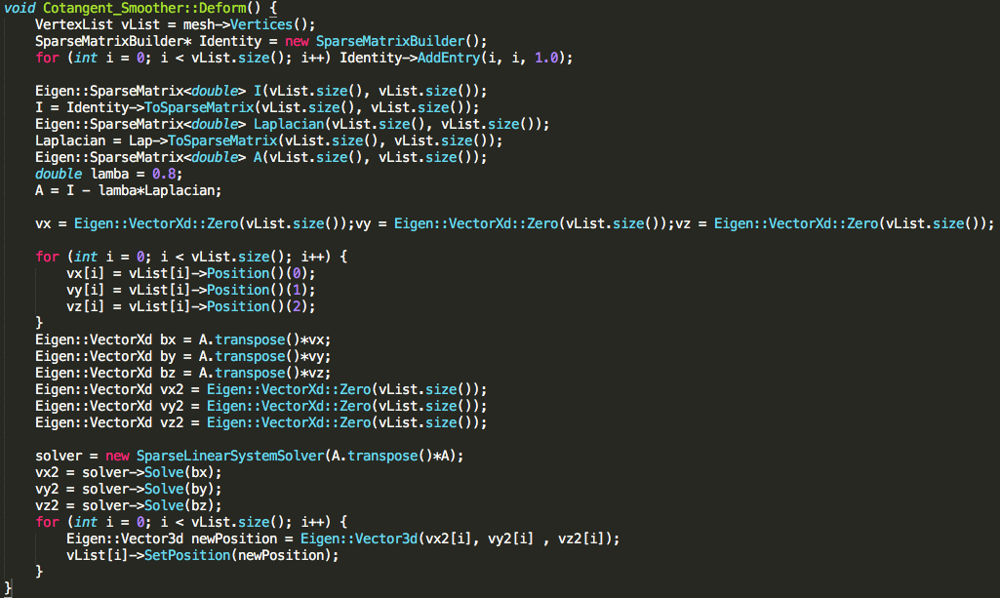 void Cotangent_Smoother::Deform() {
    VertexList vList = mesh->Vertices();
    SparseMatrixBuilder* Identity = new SparseMatrixBuilder();
    for (int i = 0; i < vList.size(); i++) Identity->AddEntry(i, i, 1.0);

    Eigen::SparseMatrix<double> I(vList.size(), vList.size());
    I = Identity->ToSparseMatrix(vList.size(), vList.size());
    Eigen::SparseMatrix<double> Laplacian(vList.size(), vList.size());
    Laplacian = Lap->ToSparseMatrix(vList.size(), vList.size());
    Eigen::SparseMatrix<double> A(vList.size(), vList.size());
    double lamba = 0.8;
    A = I - lamba*Laplacian;

    vx = Eigen::VectorXd::Zero(vList.size());vy = Eigen::VectorXd::Zero(vList.size());vz = Eigen::VectorXd::Zero(vList.size());

    for (int i = 0; i < vList.size(); i++) {
        vx[i] = vList[i]->Position()(0);
        vy[i] = vList[i]->Position()(1);
        vz[i] = vList[i]->Position()(2);
    }
    Eigen::VectorXd bx = A.transpose()*vx;
    Eigen::VectorXd by = A.transpose()*vy;
    Eigen::VectorXd bz = A.transpose()*vz;
    Eigen::VectorXd vx2 = Eigen::VectorXd::Zero(vList.size());
    Eigen::VectorXd vy2 = Eigen::VectorXd::Zero(vList.size());
    Eigen::VectorXd vz2 = Eigen::VectorXd::Zero(vList.size());

    solver = new SparseLinearSystemSolver(A.transpose()*A);
    vx2 = solver->Solve(bx);
    vy2 = solver->Solve(by);
    vz2 = solver->Solve(bz);
    for (int i = 0; i < vList.size(); i++) {
        Eigen::Vector3d newPosition = Eigen::Vector3d(vx2[i], vy2[i] , vz2[i]);
        vList[i]->SetPosition(newPosition);
    }
}